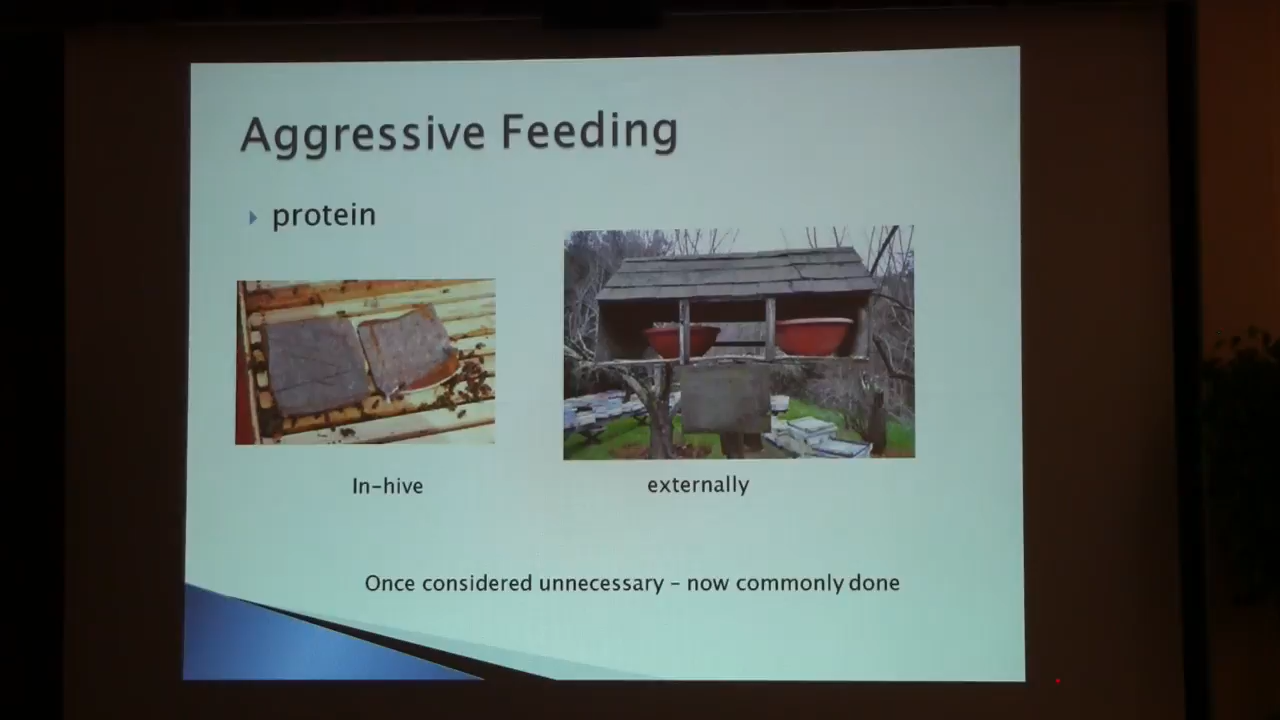 Aggressive Feeding
protein
In-hive
externally
Once considered unnecessary – now commonly done